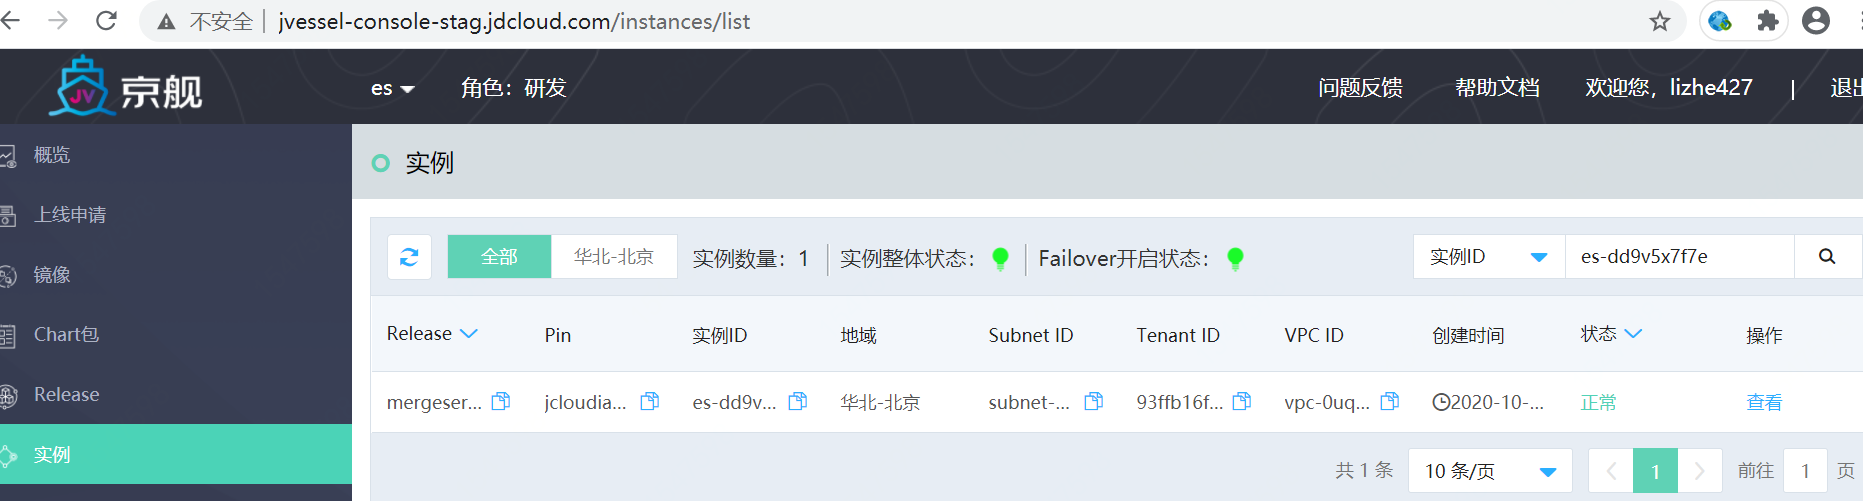 不安全 jvessel-console-stag.jdcloud.com/instances/list
JV 京舰 es 角色：研发 问题反馈 帮助文档 欢迎您，lizhe427 | 退出
概览
上线申请
镜像
Chart包
Release
实例
实例
全部 华北-北京 实例数量：1 实例整体状态： Failover开启状态： 实例ID es-dd9v5x7f7e
Release Pin 实例ID 地域 Subnet ID Tenant ID VPC ID 创建时间 状态 操作
mergeser... jcloudia... es-dd9v... 华北-北京 subnet-... 93ffb16f... vpc-0uq... 2020-10-... 正常 查看
共 1 条 10 条/页 1 前往 1 页